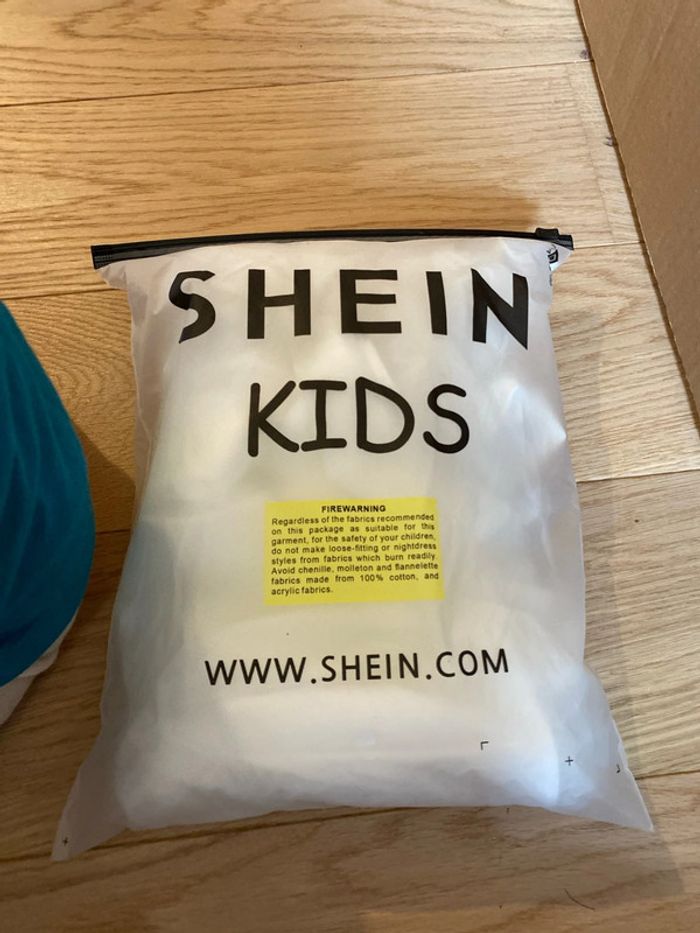 SHEIN
KIDS
FIREWARNING
Regardless of the fabrics recommended
on this package as suitable for this
garment, for the safety of your children,
do not make loose-fitting or nightdress
styles from fabrics which burn readily.
Avoid chenille, molleton and flannelette
fabrics made from 100% cotton, and
acrylic fabrics.
WWW.SHEIN.COM